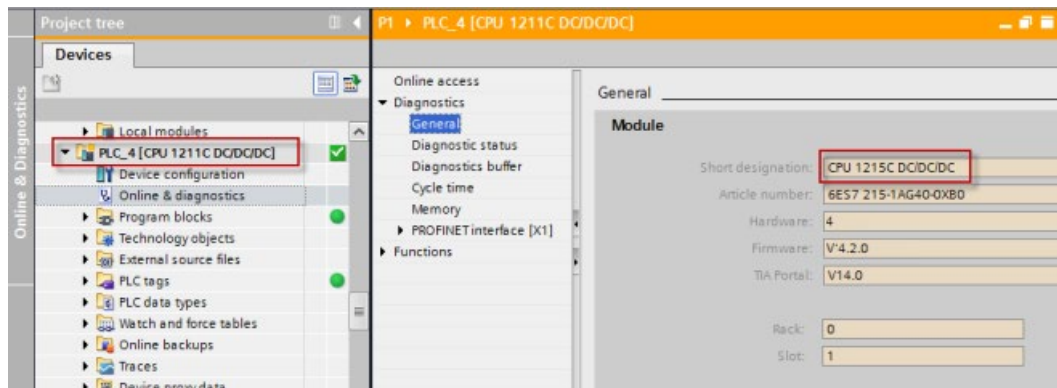 Online & Diagnostics
Project tree
Devices
Local modules
PLC_4 [CPU 1211C DC/DC/DC]
Device configuration
Online & diagnostics
Program blocks
Technology objects
External source files
PLC tags
PLC data types
Watch and force tables
Online backups
Traces
Device proxy data
P1 PLC_4 [CPU 1211C DC/DC/DC]
Online access
Diagnostics
General
Diagnostic status
Diagnostics buffer
Cycle time
Memory
PROFINET interface [X1]
Functions
General
Module
Short designation: CPU 1215C DC/DC/DC
Article number: 6ES7 215-1AG40-0XB0
Hardware: 4
Firmware: V'4.2.0
TIA Portal: V14.0
Rack: 0
Slot: 1